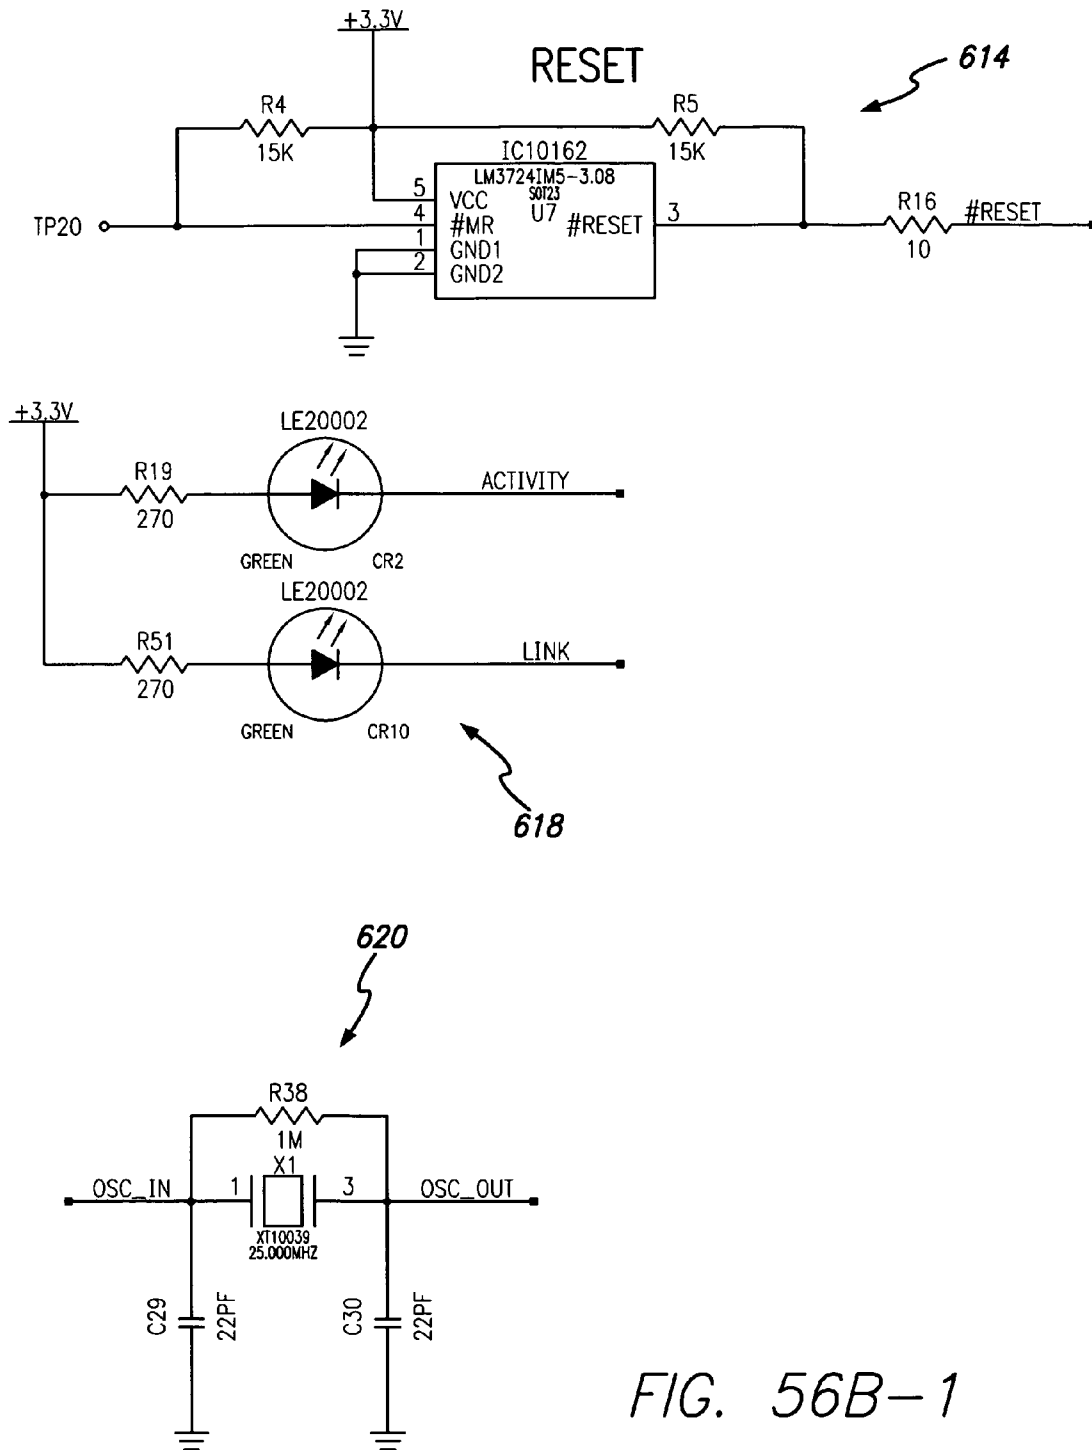 +3.3V
RESET
614
R4
15K
R5
15K
IC10162
LM3724IM5-3.08
SOT23
U7
5
VCC
4
#MR
1
GND1
2
GND2
#RESET
3
TP20
R16
10
#RESET
+3.3V
LE20002
R19
270
ACTIVITY
GREEN
CR2
LE20002
R51
270
LINK
GREEN
CR10
618
620
R38
1M
X1
OSC_IN
1
3
OSC_OUT
XT10039
25.000MHZ
C29
22PF
C30
22PF
FIG. 56B-1